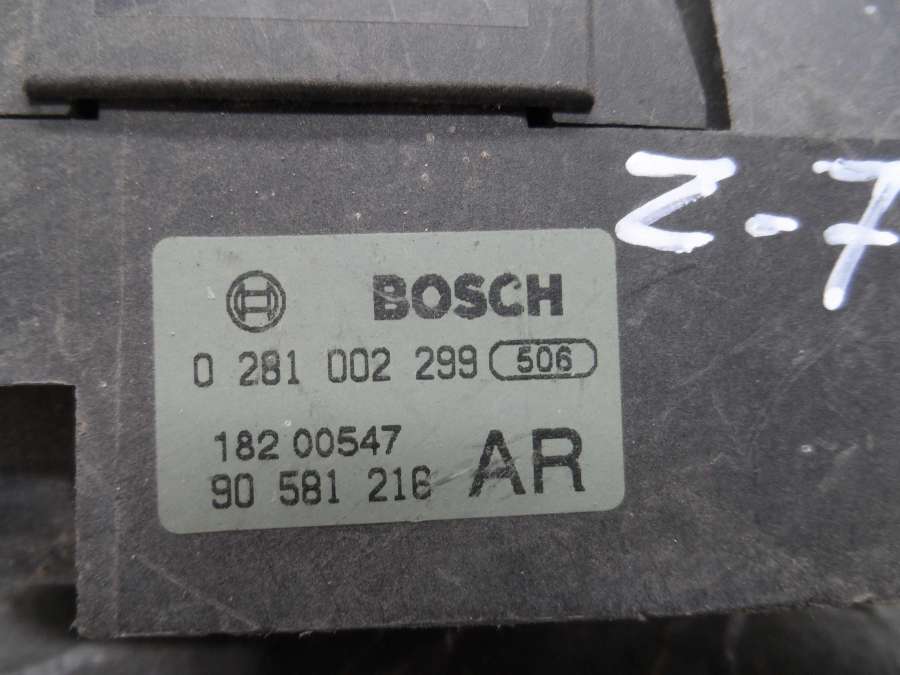 Z-7
BOSCH
0 281 002 299 506
182 00547
90 581 216 AR